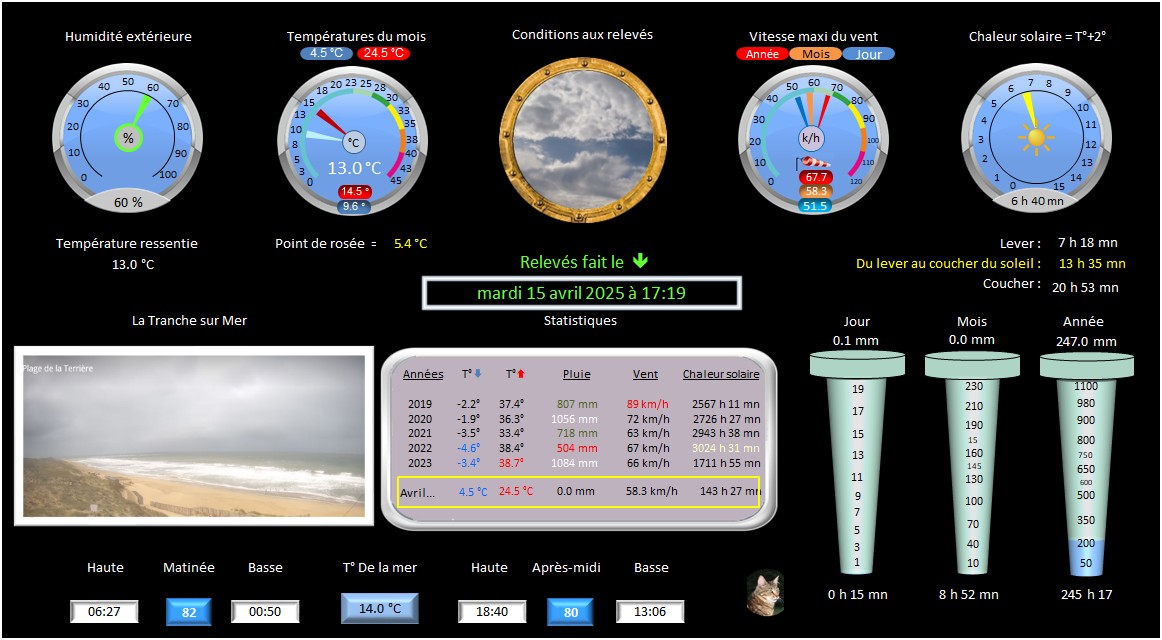 Humidité extérieure
Températures du mois
Conditions aux relevés
Vitesse maxi du vent
Chaleur solaire = T°+2°
4.5 °C 24.5 °C
Année Mois Jour
0 10 20 30 40 50 60 70 80 90 100
%
60 %
0 3 5 8 10 13 15 18 20 23 25 28 30 33 35 38 40 43 45
°C
13.0 °C
14.5 °
9.6 °
0 10 20 30 40 50 60 70 80 90 100 110 120
k/h
67.7
58.3
51.5
0 1 2 3 4 5 6 7 8 9 10 11 12 13 14 15
6 h 40 mn
Température ressentie
13.0 °C
Point de rosée = 5.4 °C
Relevés fait le
mardi 15 avril 2025 à 17:19
Lever : 7 h 18 mn
Du lever au coucher du soleil : 13 h 35 mn
Coucher : 20 h 53 mn
La Tranche sur Mer
Plage de la Terrière
Statistiques
Années T° T° Pluie Vent Chaleur solaire
2019 -2.2° 37.4° 807 mm 89 km/h 2567 h 11 mn
2020 -1.9° 36.3° 1056 mm 72 km/h 2726 h 27 mn
2021 -3.5° 33.4° 718 mm 63 km/h 2943 h 38 mn
2022 -4.6° 38.4° 504 mm 67 km/h 3024 h 31 mn
2023 -3.4° 38.7° 1084 mm 66 km/h 1711 h 55 mn
Avril... 4.5 °C 24.5 °C 0.0 mm 58.3 km/h 143 h 27 mn
Jour
0.1 mm
19
17
15
13
11
9
7
5
3
1
0 h 15 mn
Mois
0.0 mm
230
210
190
15
160
145
130
100
70
40
10
8 h 52 mn
Année
247.0 mm
1100
980
900
800
750
650
600
500
350
200
50
245 h 17
Haute Matinée Basse
06:27 82 00:50
T° De la mer
14.0 °C
Haute Après-midi Basse
18:40 80 13:06